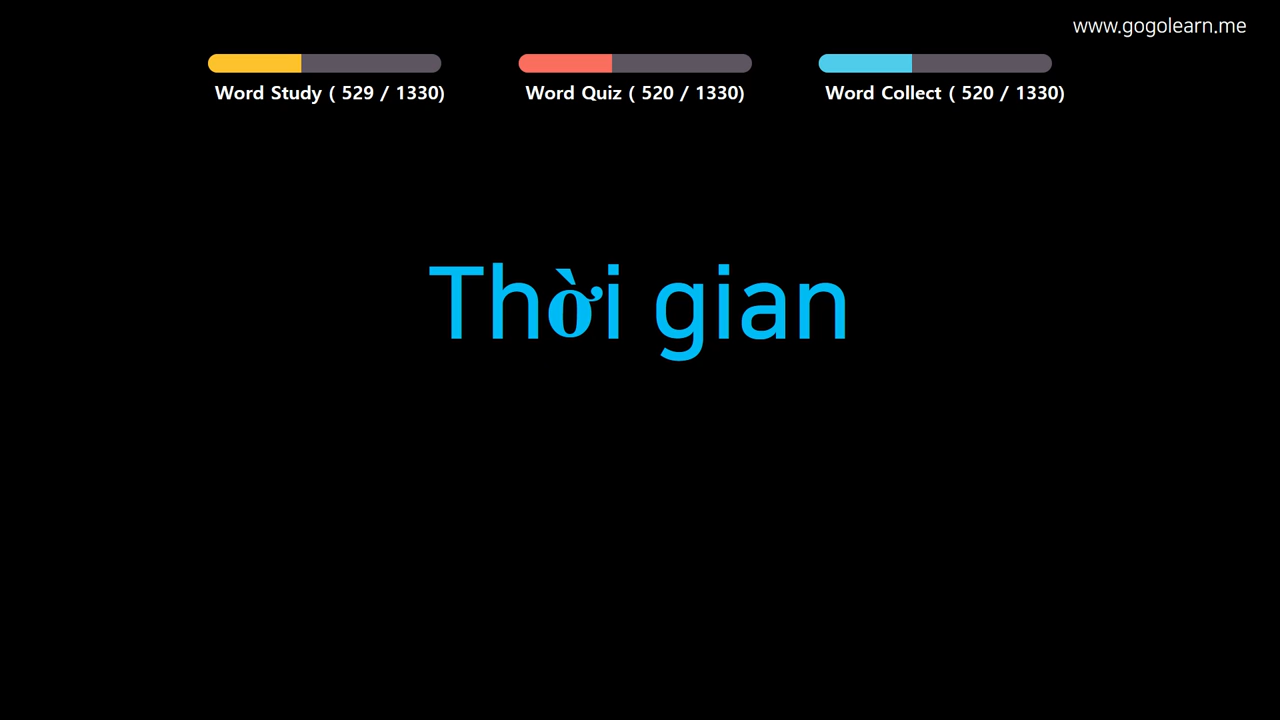 www.gogolearn.me
Word Study ( 529 / 1330)
Word Quiz ( 520 / 1330)
Word Collect ( 520 / 1330)
Thời gian